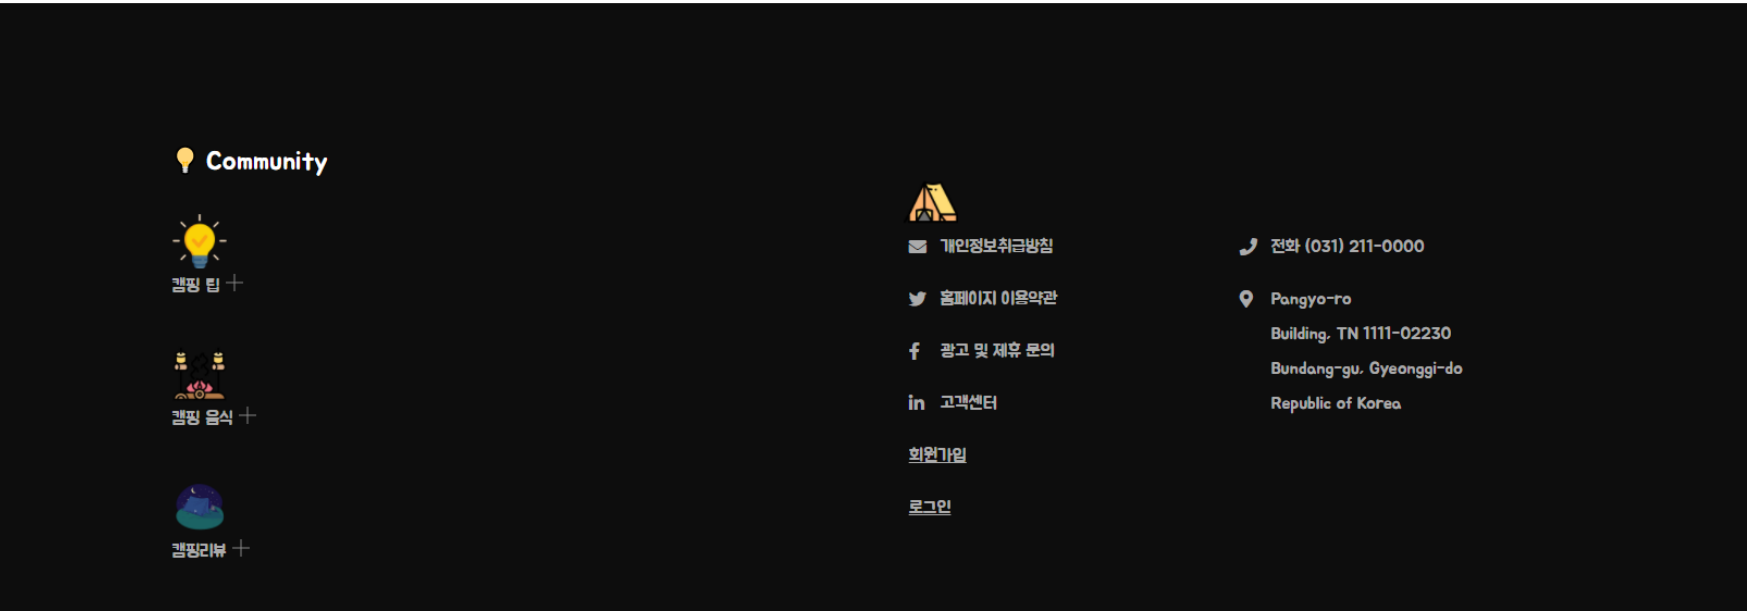 Community
캠핑 팁
캠핑 음식
캠핑리뷰
개인정보취급방침
홈페이지 이용약관
광고 및 제휴 문의
고객센터
회원가입
로그인
전화 (031) 211-0000
Pangyo-ro
Building, TN 1111-02230
Bundang-gu, Gyeonggi-do
Republic of Korea